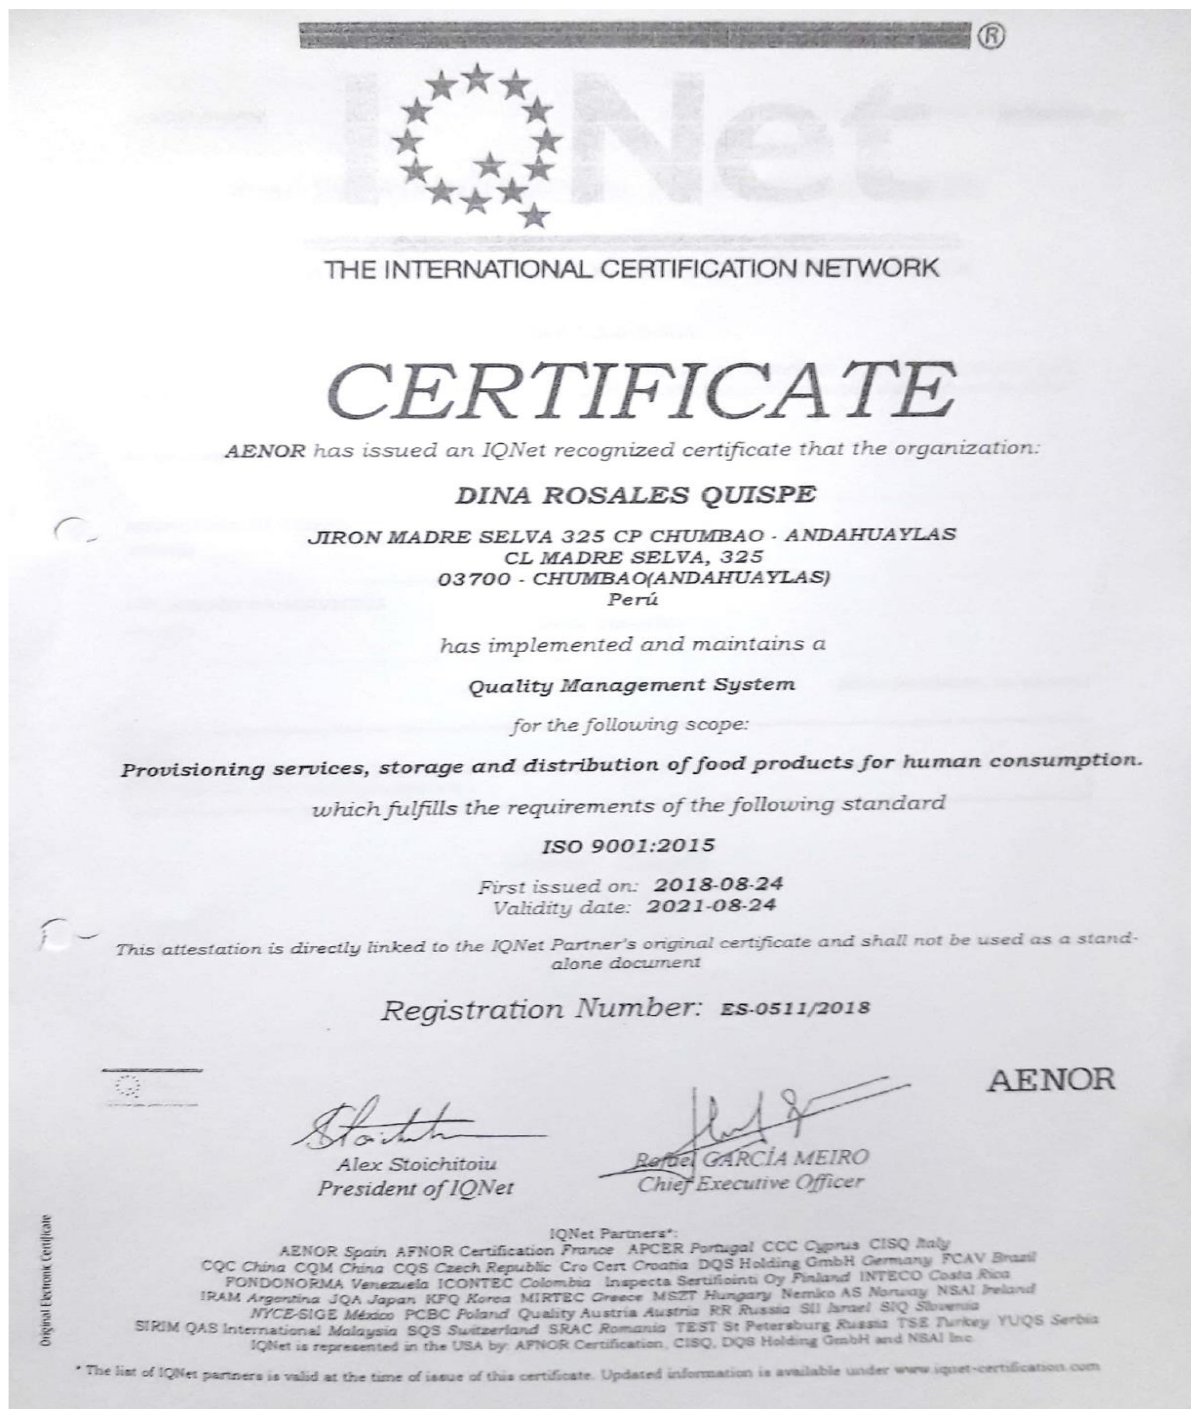 ®
IQNet
THE INTERNATIONAL CERTIFICATION NETWORK
CERTIFICATE
AENOR has issued an IQNet recognized certificate that the organization:
DINA ROSALES QUISPE
JIRON MADRE SELVA 325 CP CHUMBAO - ANDAHUAYLAS
CL MADRE SELVA, 325
03700 - CHUMBAO(ANDAHUAYLAS)
Perú
has implemented and maintains a
Quality Management System
for the following scope:
Provisioning services, storage and distribution of food products for human consumption.
which fulfills the requirements of the following standard
ISO 9001:2015
First issued on: 2018-08-24
Validity date: 2021-08-24
This attestation is directly linked to the IQNet Partner's original certificate and shall not be used as a stand-
alone document
Registration Number: ES-0511/2018
AENOR
Alex Stoichitoiu
President of IQNet
Rafael GARCÍA MEIRO
Chief Executive Officer
Original Electronic Certificate
IQNet Partners*:
AENOR Spain AFNOR Certification France APCER Portugal CCC Cyprus CISQ Italy
CQC China CQM China CQS Czech Republic Cro Cert Croatia DQS Holding GmbH Germany FCAV Brazil
FONDONORMA Venezuela ICONTEC Colombia Inspecta Sertifiointi Oy Finland INTECO Costa Rica
IRAM Argentina JQA Japan KFQ Korea MIRTEC Greece MSZT Hungary Nemko AS Norway NSAI Ireland
NYCE-SIGE México PCBC Poland Quality Austria Austria RR Russia SII Israel SIQ Slovenia
SIRIM QAS International Malaysia SQS Switzerland SRAC Romania TEST St Petersburg Russia TSE Turkey YUQS Serbia
IQNet is represented in the USA by: AFNOR Certification, CISQ, DQS Holding GmbH and NSAI Inc.
* The list of IQNet partners is valid at the time of issue of this certificate. Updated information is available under www.iqnet-certification.com